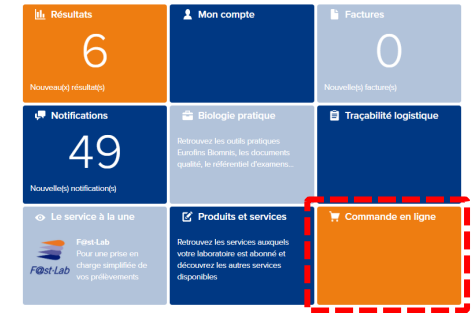 Résultats
6
Nouveau(x) résultat(s)
Mon compte
Factures
0
Nouvelle(s) facture(s)
Notifications
49
Nouvelle(s) notification(s)
Biologie pratique
Retrouvez les outils pratiques
Eurofins Biomnis, les documents
qualité, le référentiel d'examens...
Traçabilité logistique
Le service à la une
F@st-Lab
F@st-Lab
Pour une prise en
charge simplifiée de
vos prélèvements
Produits et services
Retrouvez les services auxquels
votre laboratoire est abonné et
découvrez les autres services
disponibles
Commande en ligne